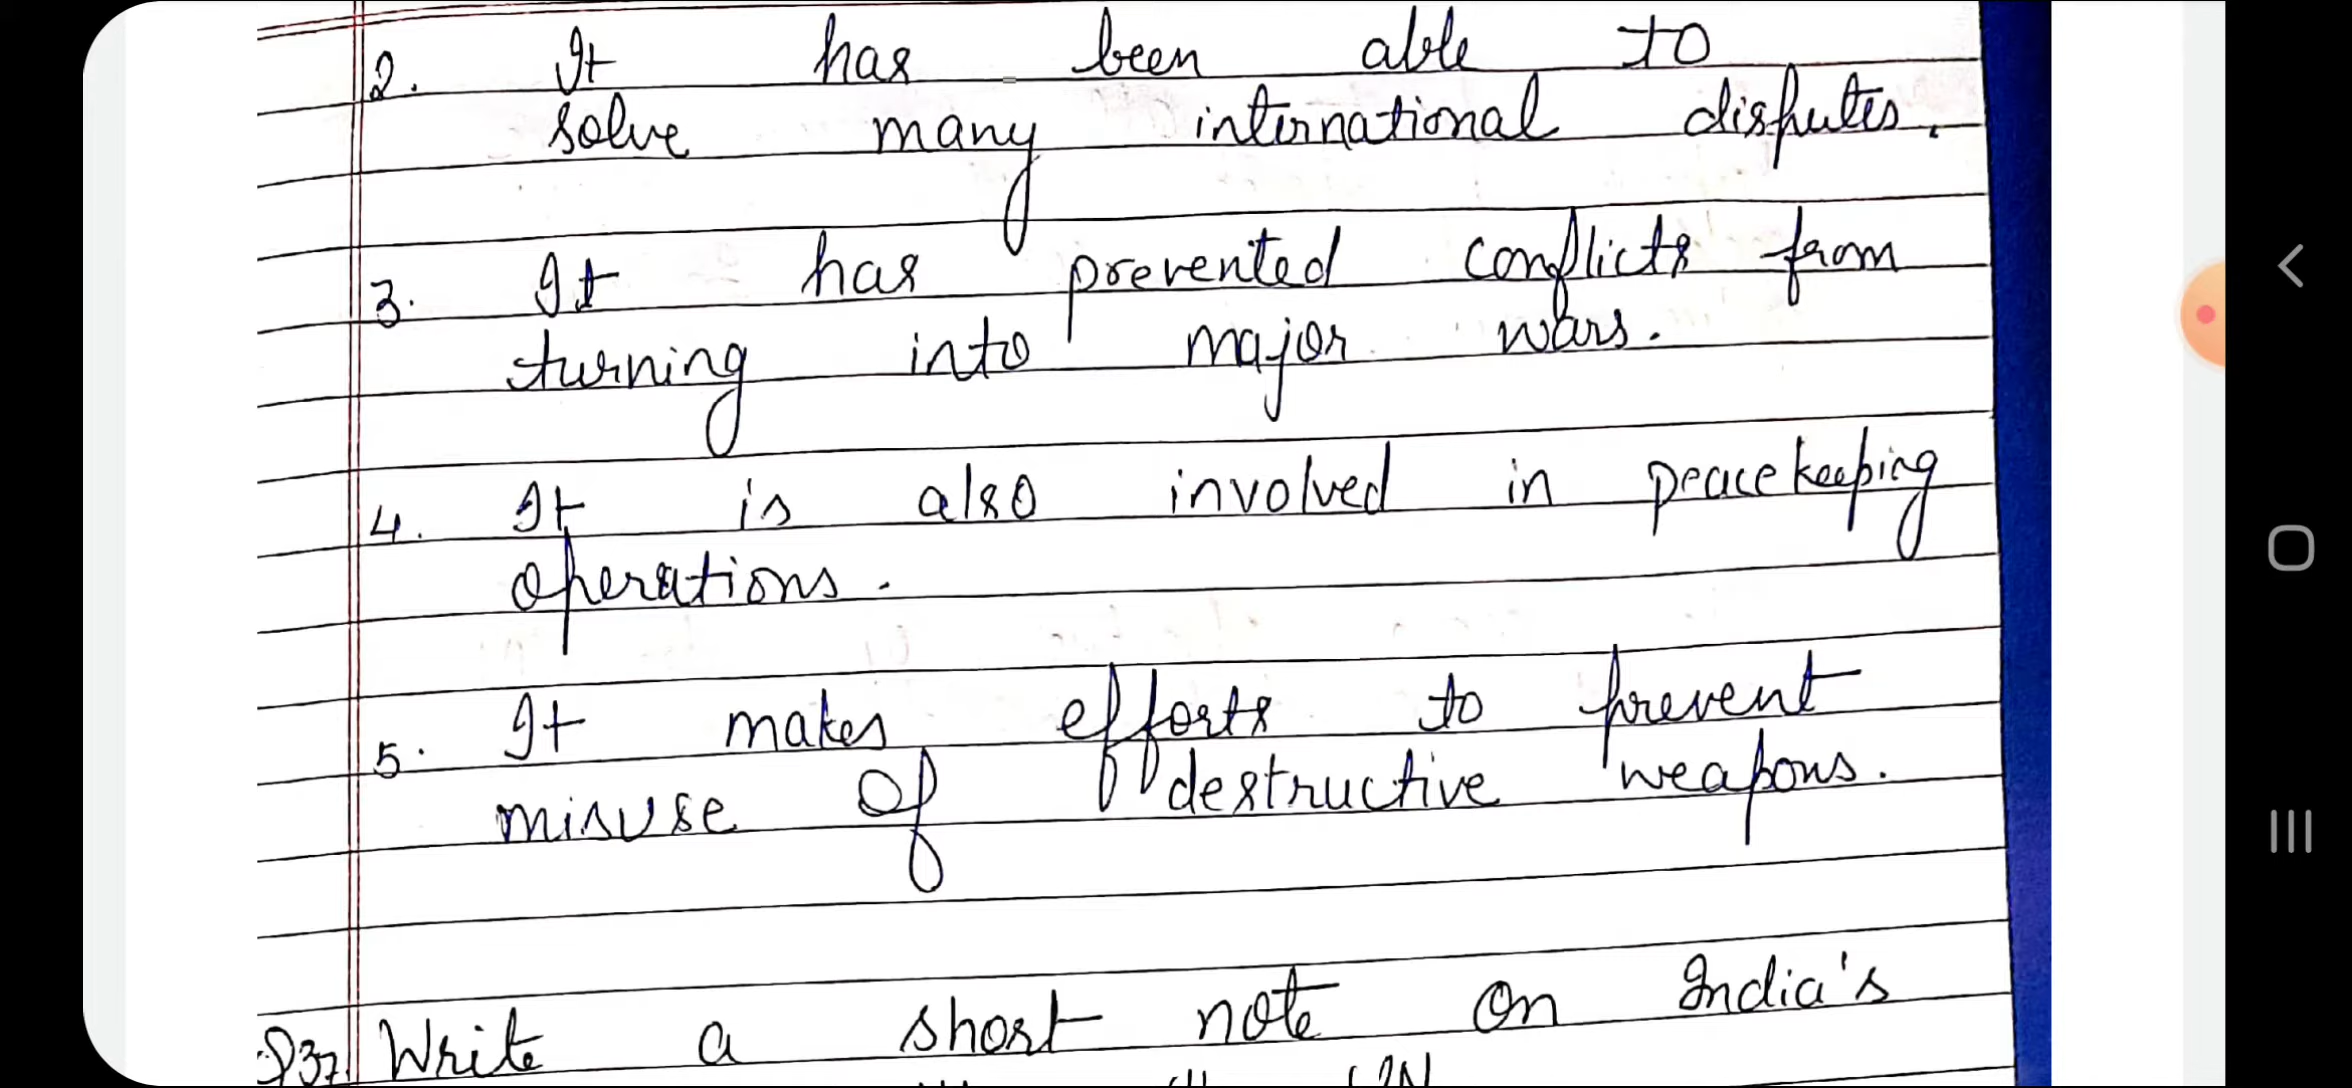 2. It has been able to
solve many international disputes.
3. It has prevented conflicts from
turning into major wars.
4. It is also involved in peacekeeping
operations.
5. It makes efforts to prevent
misuse of destructive weapons.
Q37. Write a short note on India's
UN